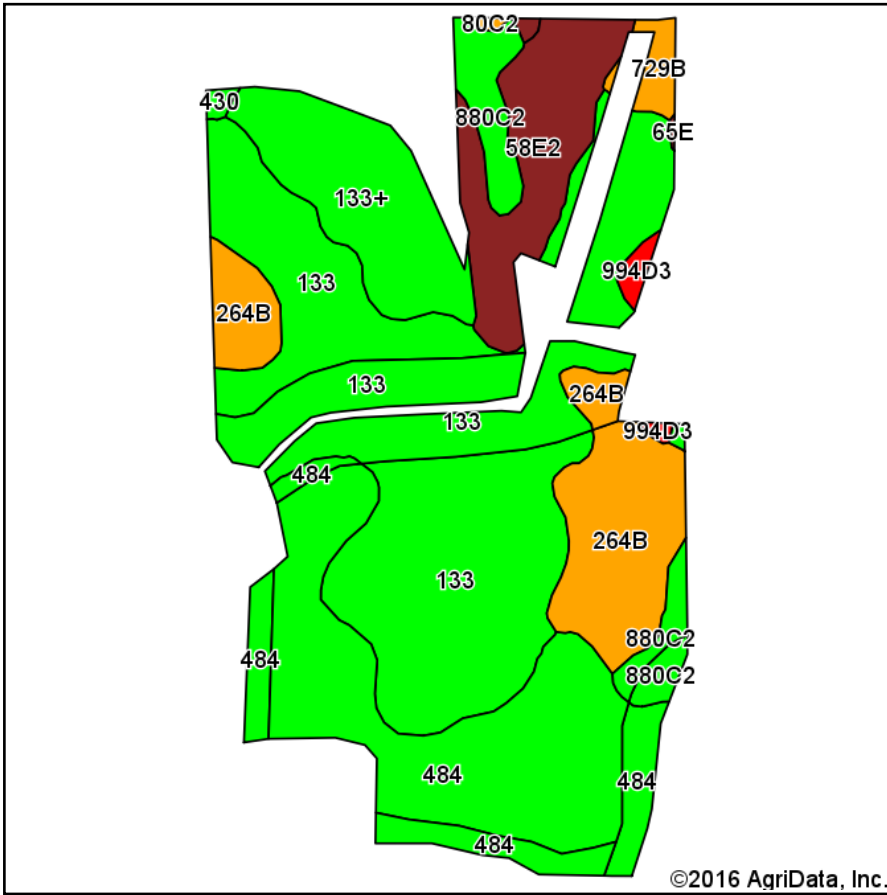 80C2
729B
430
880C2
65E
58E2
133+
994D3
133
264B
133
264B
133
994D3
484
264B
133
880C2
484
880C2
484
484
484
©2016 AgriData, Inc.